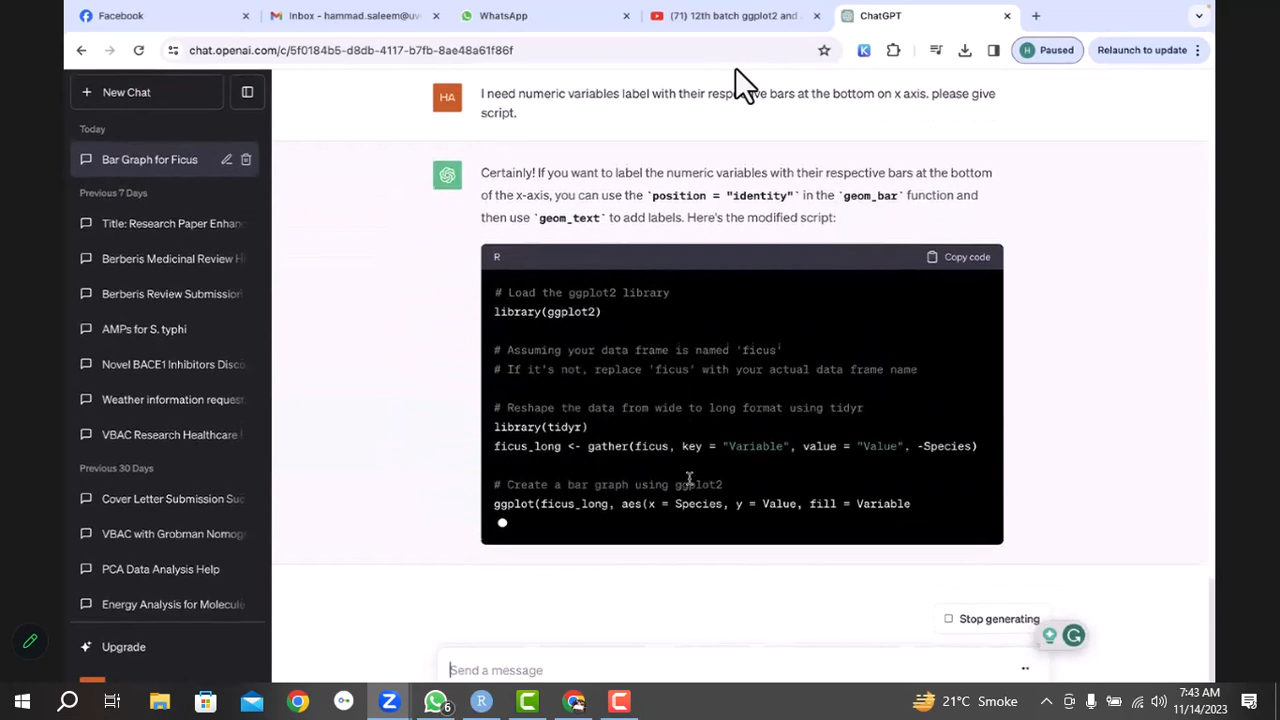 Facebook
Inbox - hammad.saleem@uv
WhatsApp
(71) 12th batch ggplot2 and
ChatGPT
chat.openai.com/c/5f0184b5-d8db-4117-b7fb-8ae48a61f86f
H Paused
Relaunch to update
New Chat
Today
Bar Graph for Ficus
Previous 7 Days
Title: Research Paper Enhanc
Berberis Medicinal Review H
Berberis Review Submission
AMPs for S. typhi
Novel BACE1 Inhibitors Disco
Weather information request
VBAC Research Healthcare
Previous 30 Days
Cover Letter Submission Gu
VBAC with Grobman Nomog
PCA Data Analysis Help
Energy Analysis for Molecule
Upgrade
HA
I need numeric variables label with their respective bars at the bottom on x axis. please give
script.
Certainly! If you want to label the numeric variables with their respective bars at the bottom
of the x-axis, you can use the `position = "identity"` in the `geom_bar` function and
then use `geom_text` to add labels. Here's the modified script:
R
Copy code
# Load the ggplot2 library
library(ggplot2)
# Assuming your data frame is named 'ficus'
# If it's not, replace 'ficus' with your actual data frame name
# Reshape the data from wide to long format using tidyr
library(tidyr)
ficus_long <- gather(ficus, key = "Variable", value = "Value", -Species)
# Create a bar graph using ggplot2
ggplot(ficus_long, aes(x = Species, y = Value, fill = Variable
Stop generating
Send a message
6
21°C Smoke
7:43 AM
11/14/2023